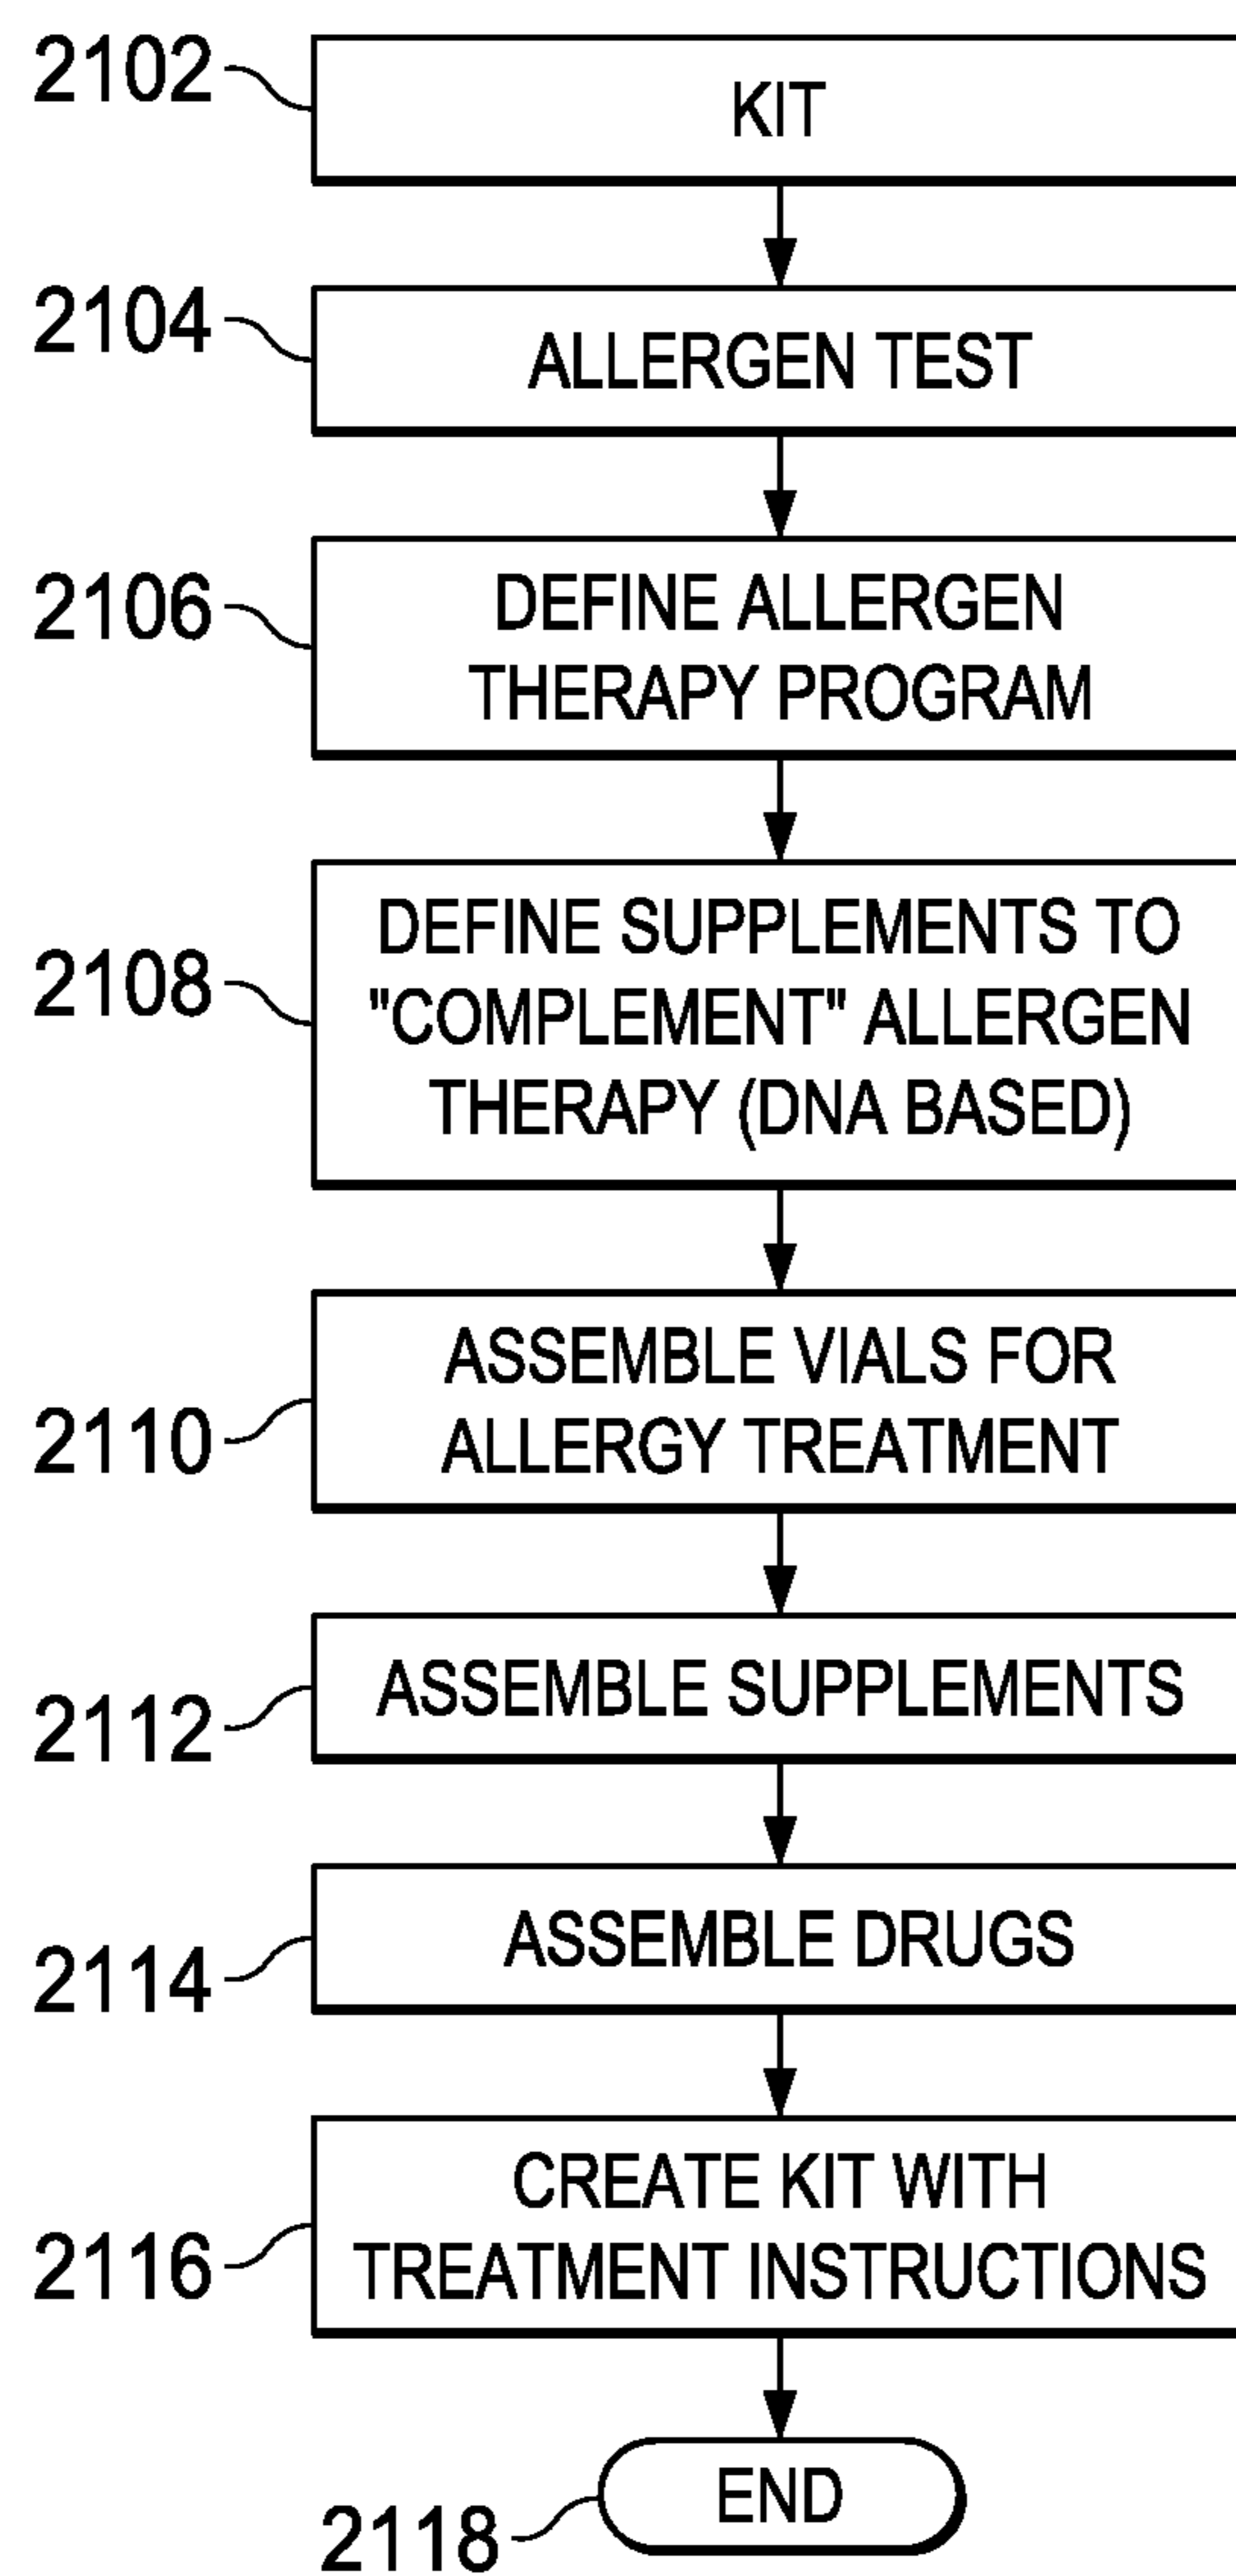 2102
KIT
2104
ALLERGEN TEST
2106
DEFINE ALLERGEN
THERAPY PROGRAM
2108
DEFINE SUPPLEMENTS TO
"COMPLEMENT" ALLERGEN
THERAPY (DNA BASED)
2110
ASSEMBLE VIALS FOR
ALLERGY TREATMENT
2112
ASSEMBLE SUPPLEMENTS
2114
ASSEMBLE DRUGS
2116
CREATE KIT WITH
TREATMENT INSTRUCTIONS
2118
END